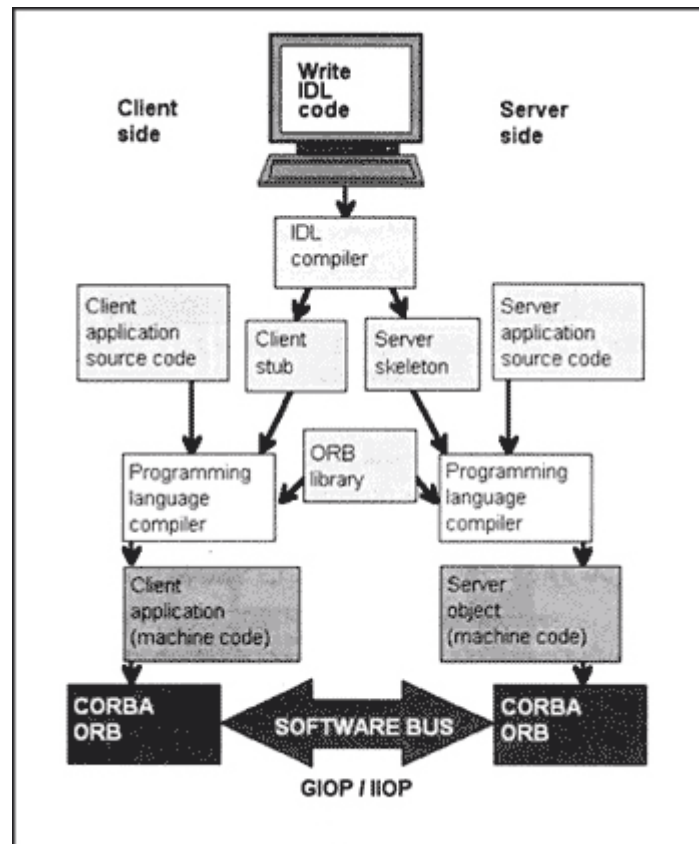 Write
IDL
code
Client
side
Server
side
IDL
compiler
Client
application
source code
Client
stub
Server
skeleton
Server
application
source code
ORB
library
Programming
language
compiler
Programming
language
compiler
Client
application
(machine code)
Server
object
(machine code)
CORBA
ORB
SOFTWARE BUS
CORBA
ORB
GIOP / IIOP